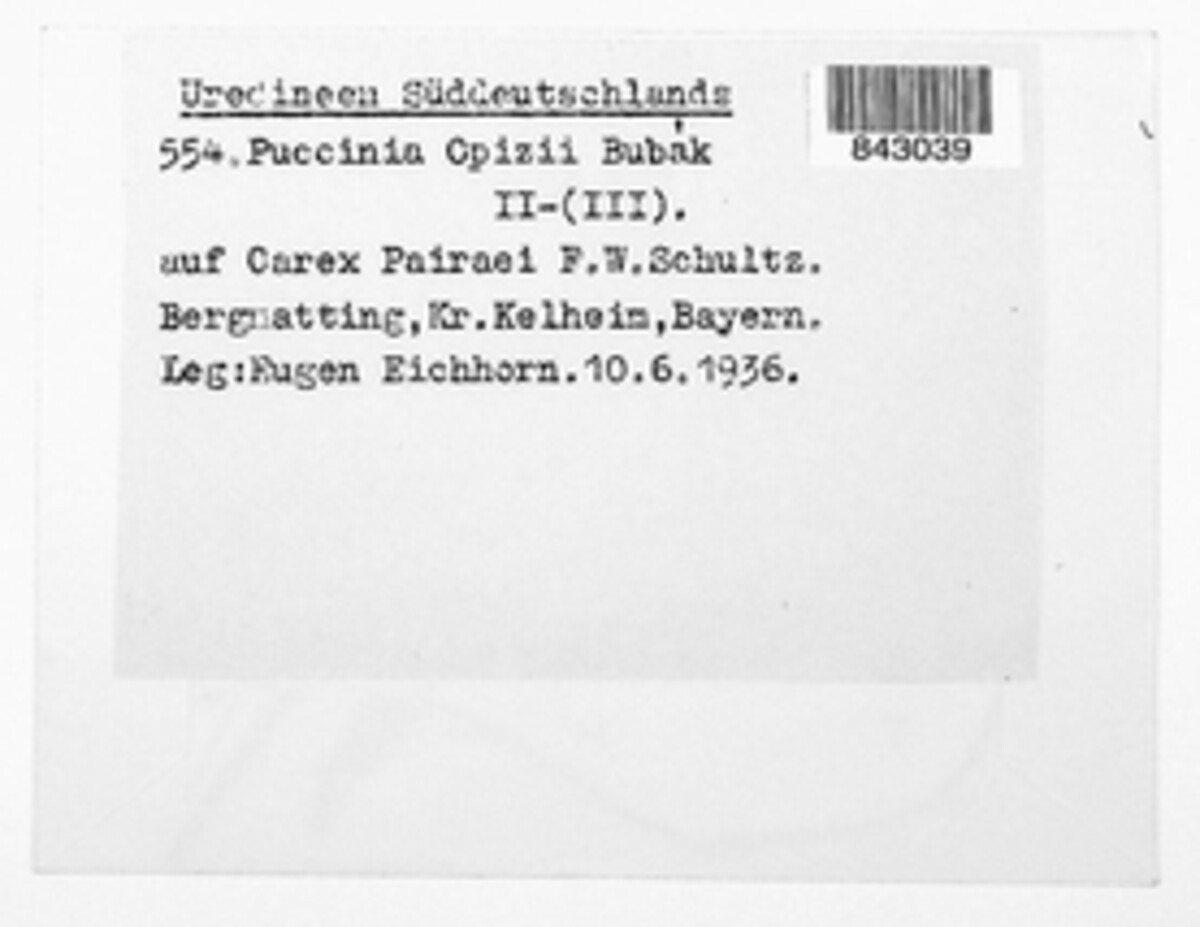 Uredineen Süddeutschlands
554.Puccinia Opizii Bubák
II-(III).
auf Carex Pairaei F.W.Schultz.
Bergmatting,Kr.Kelheim,Bayern.
Leg:Eugen Eichhorn.10.6.1936.
843039